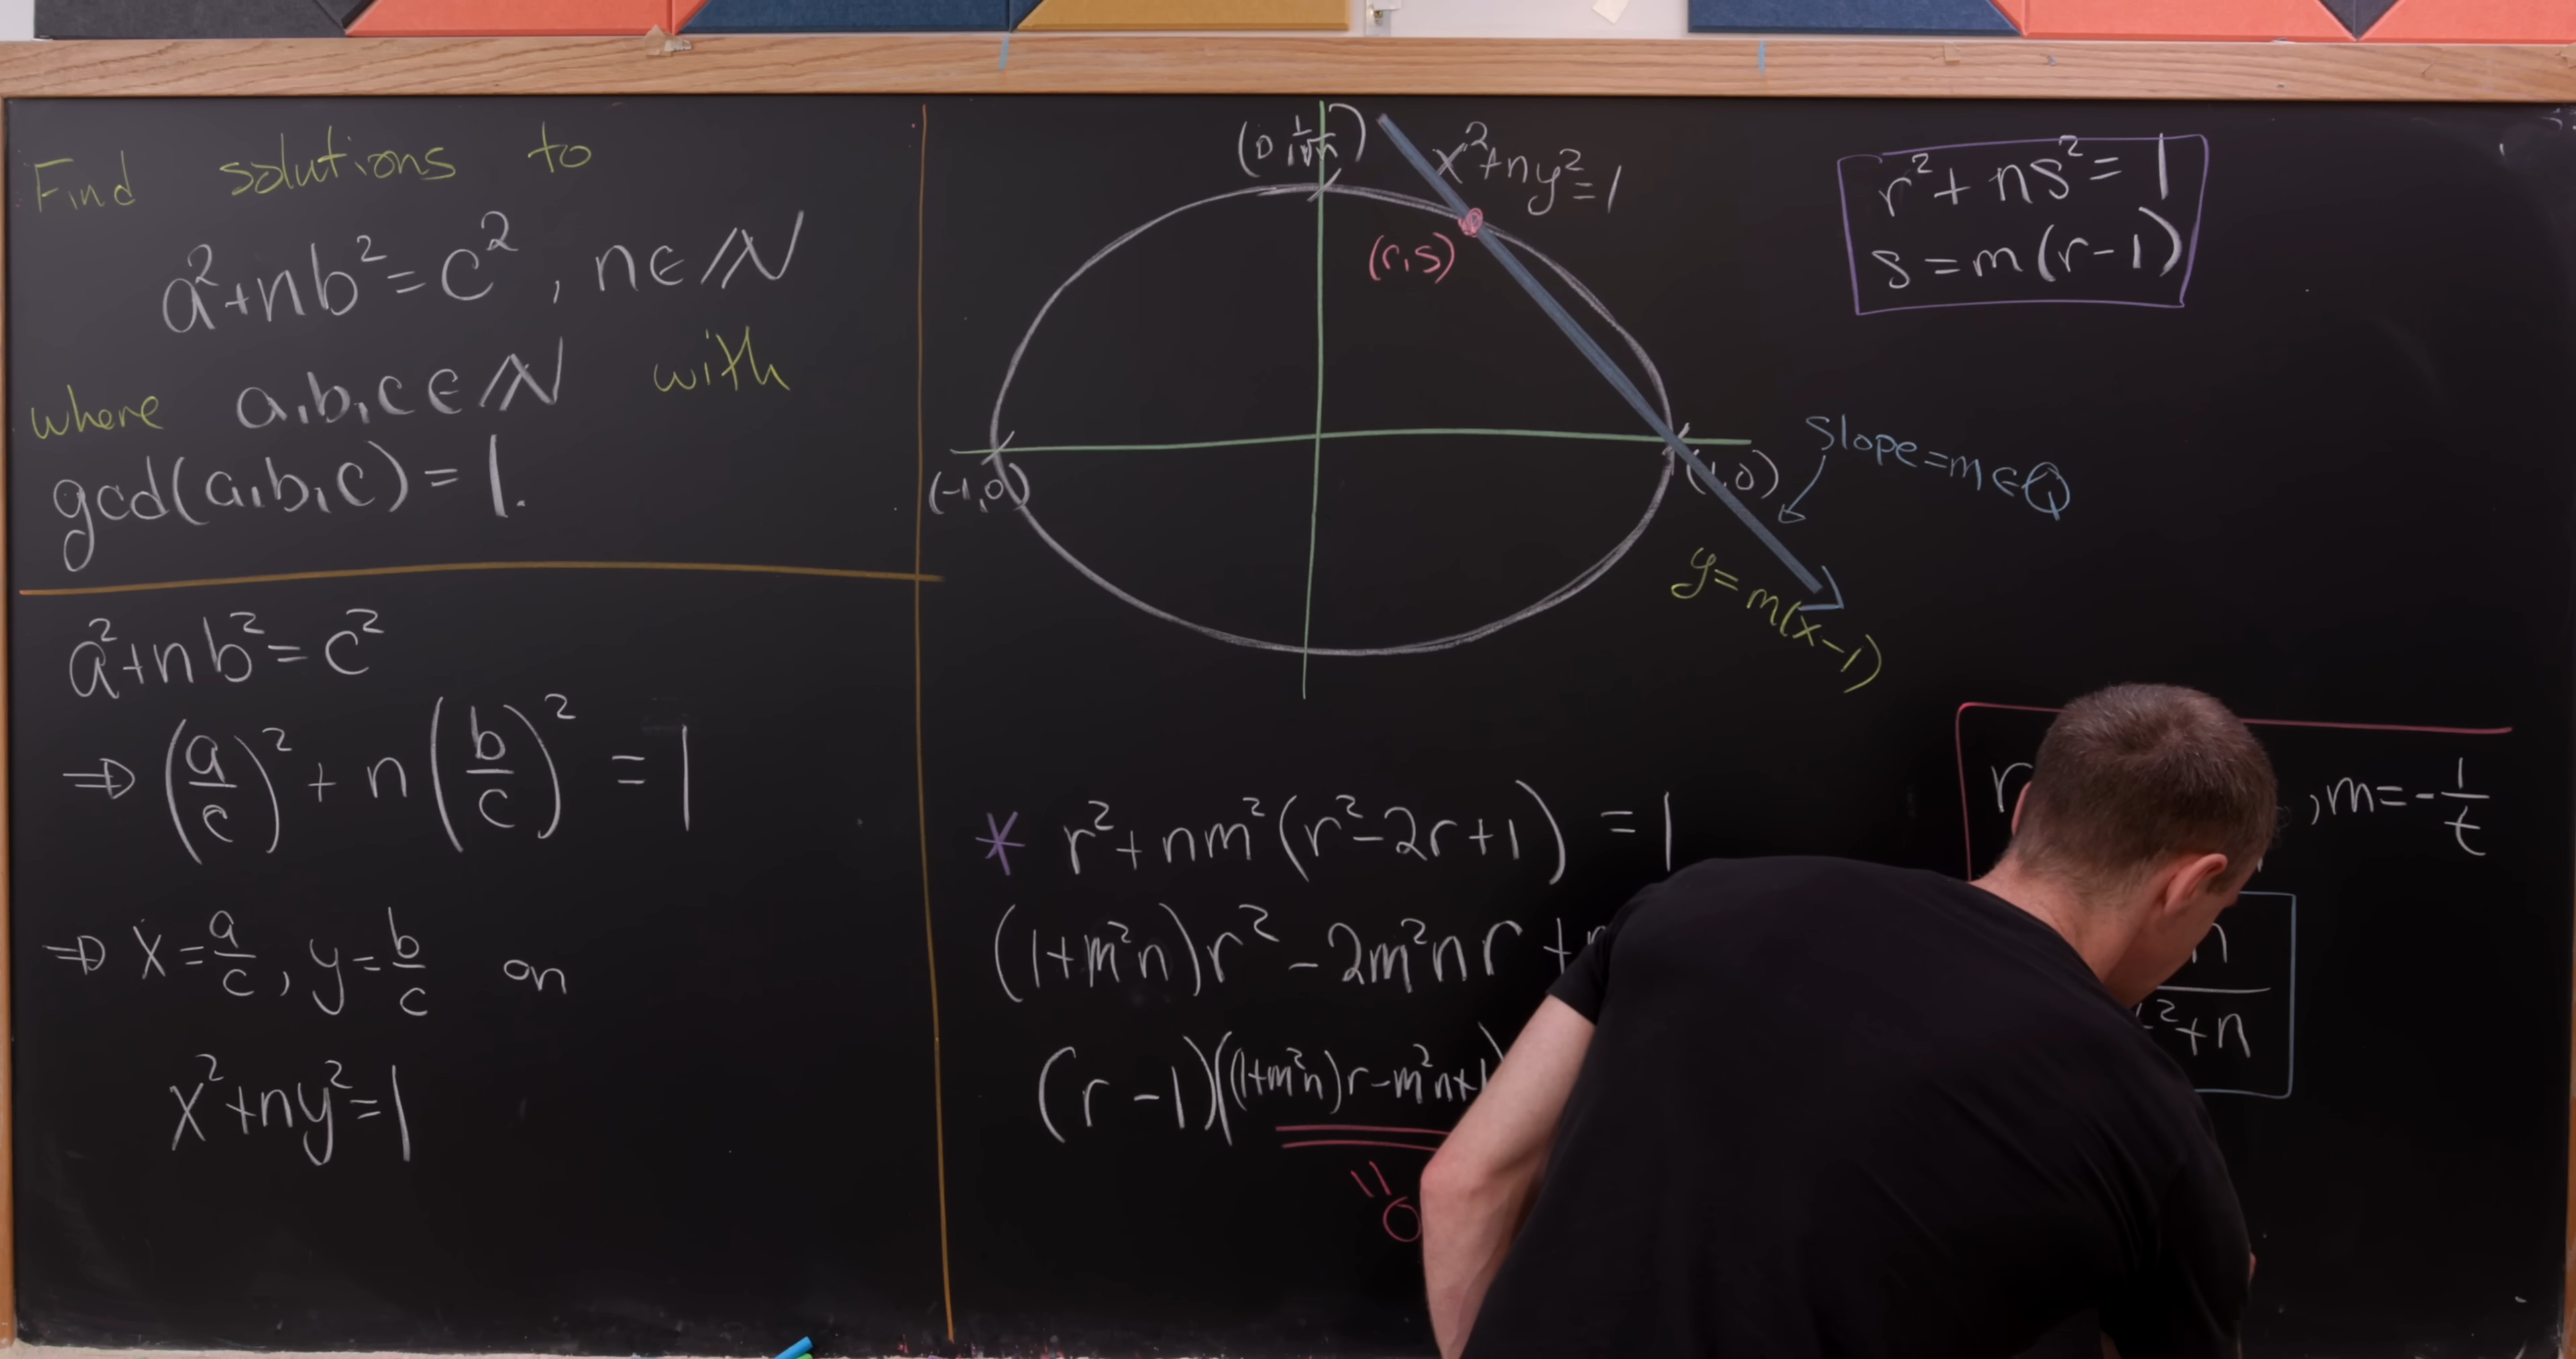 Find solutions to
a²+nb²=c², n∈ℕ
where a,b,c∈ℕ with
gcd(a,b,c)=1.
a²+nb²=c²
⇒(a/c)²+n(b/c)²=1
⇒x=a/c, y=b/c on
x²+ny²=1
(0 1/√n)
x²+ny²=1
(r,s)
(-1,0)
(1,0)
slope=m∈ℚ
y=m(x-1)
r²+ns²=1
s=m(r-1)
* r²+nm²(r²-2r+1)=1
(1+m²n)r²-2m²nr+
(r-1)((1+m²n)r-m²n+1)
=0
r
,m=-1/t
n
²+n